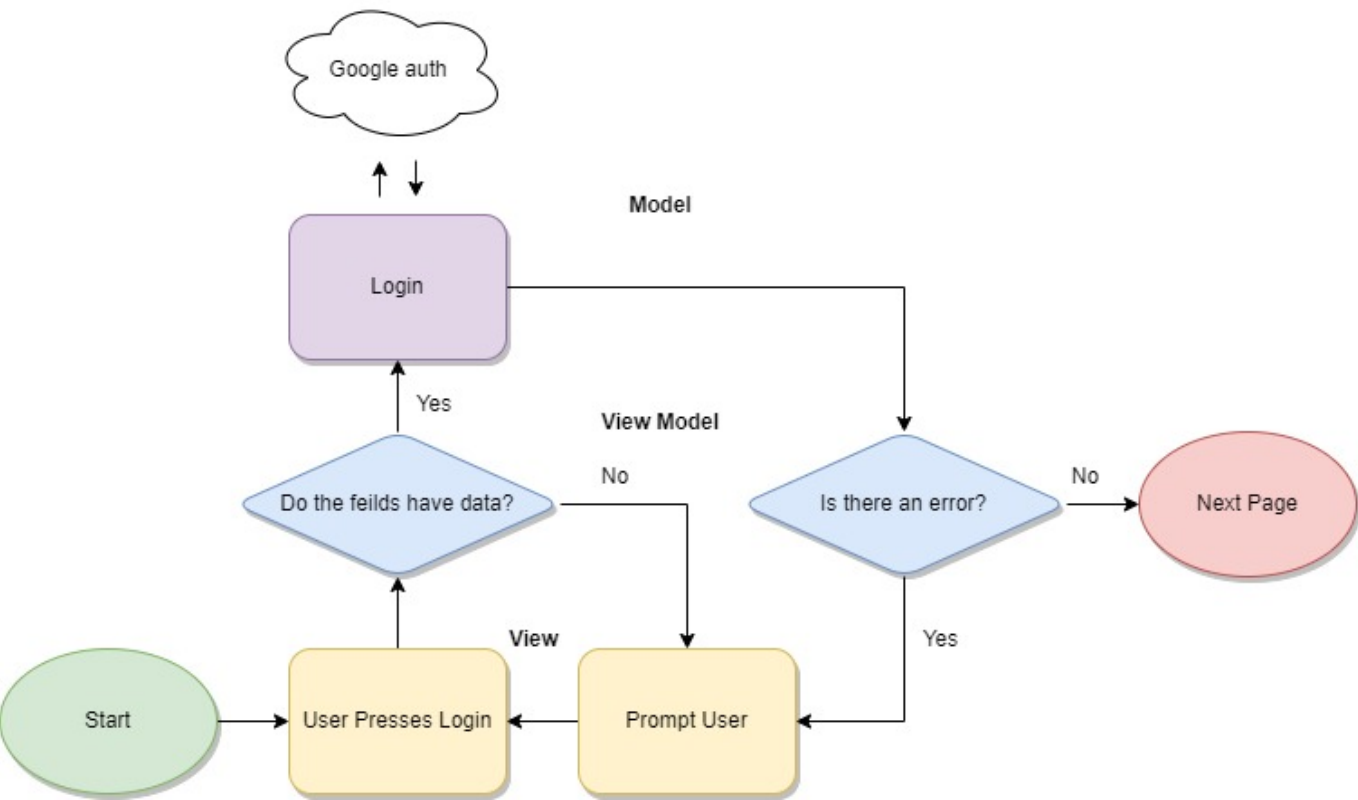 Google auth
Model
Login
Yes
View Model
No
No
Do the feilds have data?
Is there an error?
Next Page
View
Yes
Start
User Presses Login
Prompt User